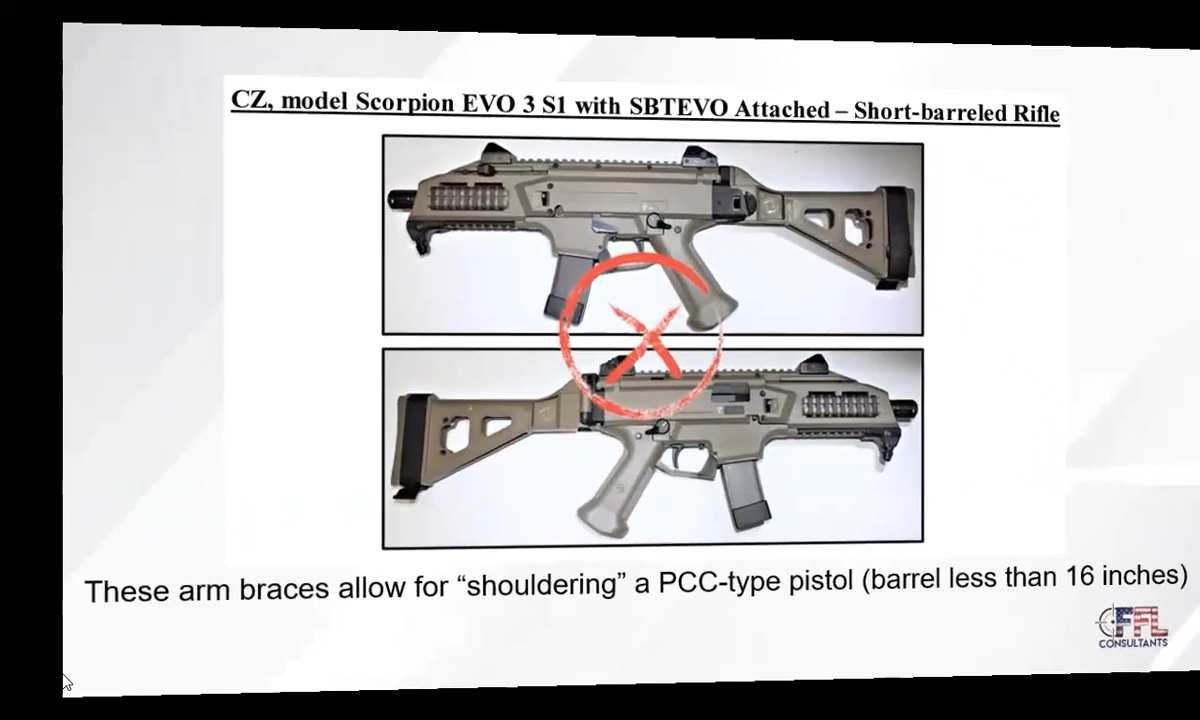 CZ, model Scorpion EVO 3 S1 with SBTEVO Attached – Short-barreled Rifle
These arm braces allow for “shouldering” a PCC-type pistol (barrel less than 16 inches)
FFL
CONSULTANTS